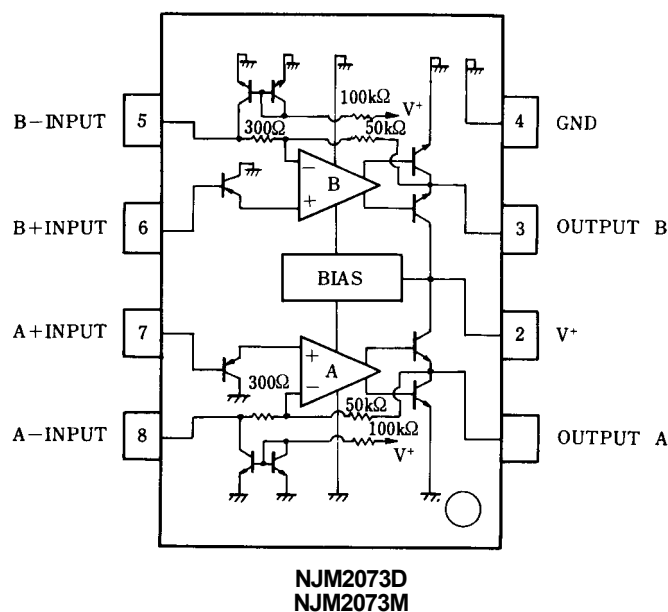 100kΩ
V⁺
B−INPUT
5
300Ω
50kΩ
4
GND
−
B
+
B+INPUT
6
3
OUTPUT B
BIAS
2
V⁺
A+INPUT
7
+
A
−
300Ω
50kΩ
A−INPUT
8
100kΩ
V⁺
OUTPUT A
NJM2073D
NJM2073M